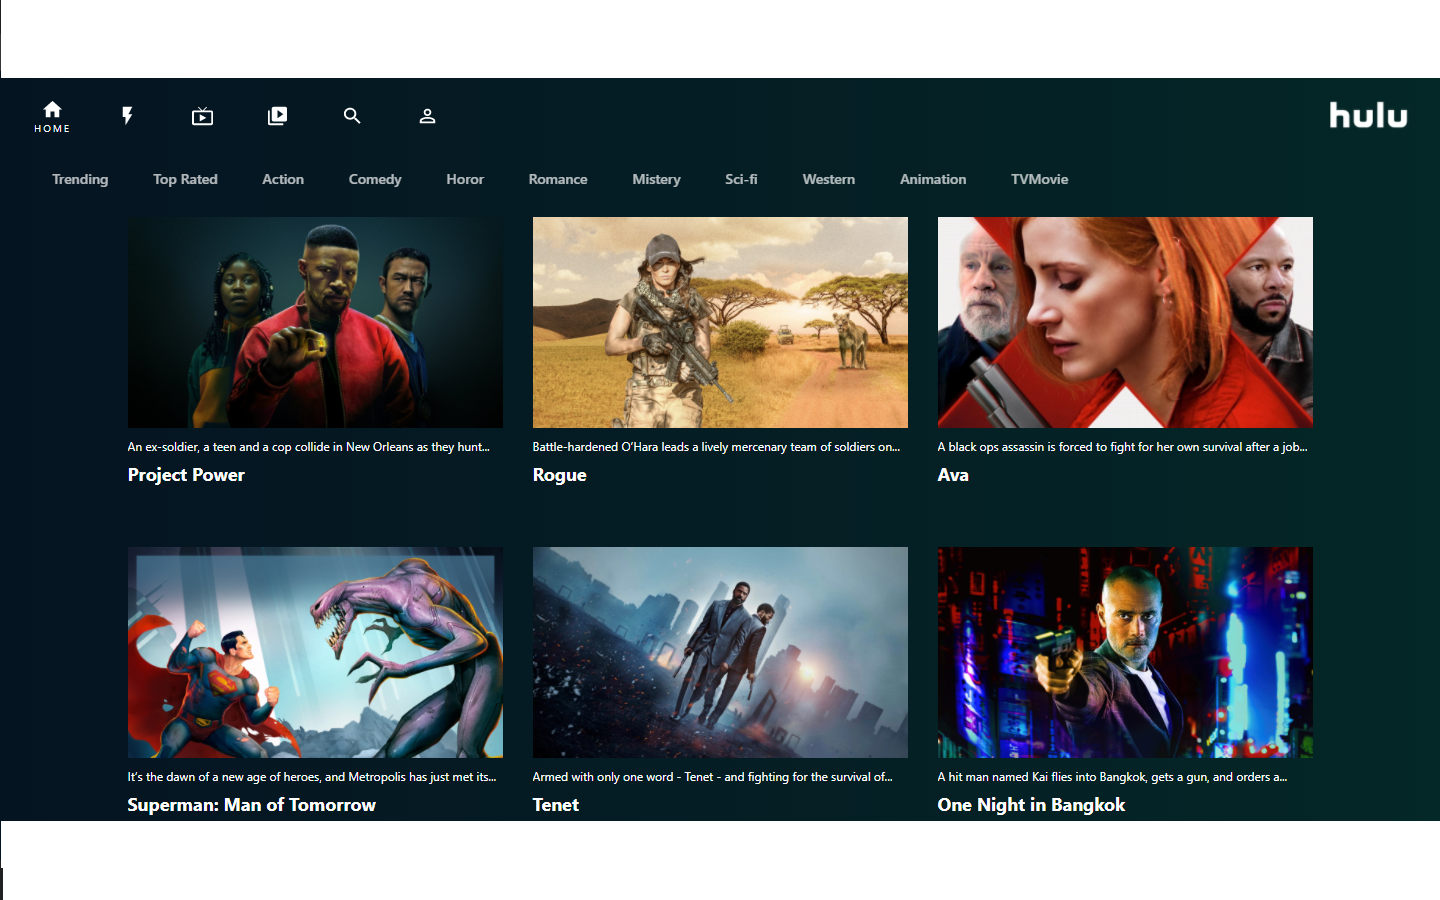 HOME
hulu
Trending Top Rated Action Comedy Horor Romance Mistery Sci-fi Western Animation TVMovie
An ex-soldier, a teen and a cop collide in New Orleans as they hunt...
Project Power
Battle-hardened O’Hara leads a lively mercenary team of soldiers on...
Rogue
A black ops assassin is forced to fight for her own survival after a job...
Ava
It’s the dawn of a new age of heroes, and Metropolis has just met its...
Superman: Man of Tomorrow
Armed with only one word - Tenet - and fighting for the survival of...
Tenet
A hit man named Kai flies into Bangkok, gets a gun, and orders a...
One Night in Bangkok